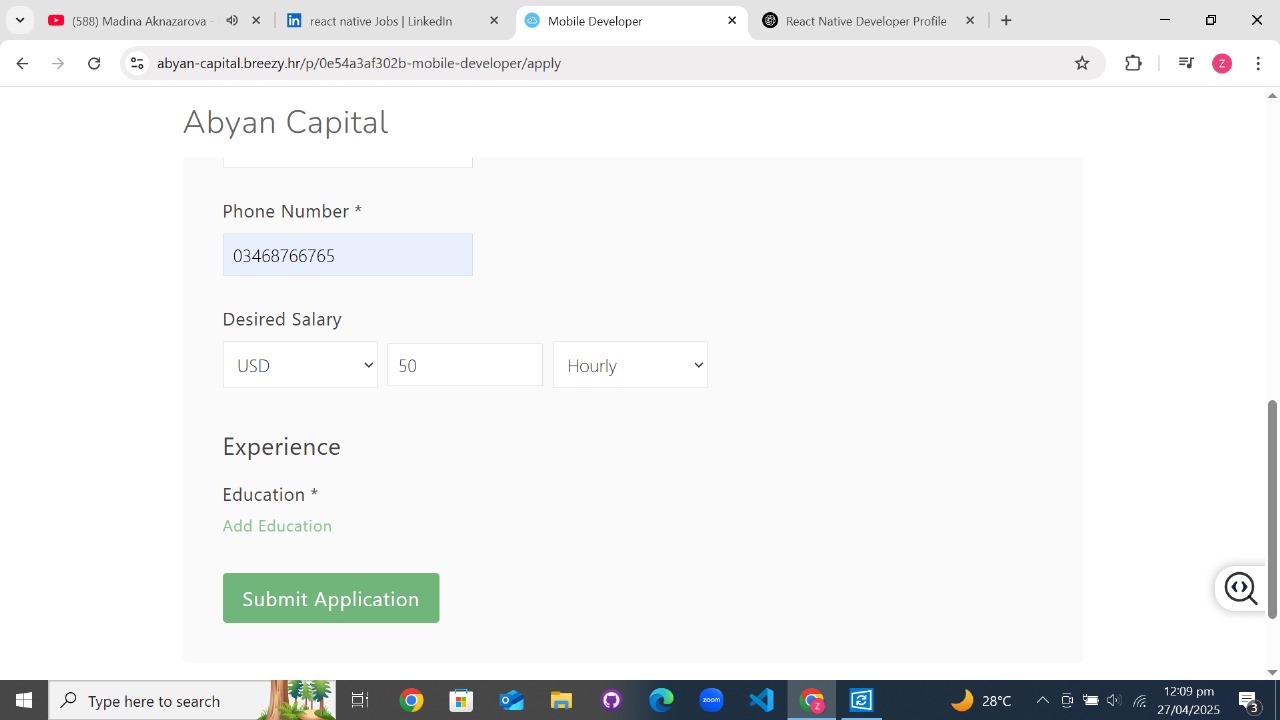 (588) Madina Aknazarova -
react native Jobs | LinkedIn
Mobile Developer
React Native Developer Profile
abyan-capital.breezy.hr/p/0e54a3af302b-mobile-developer/apply
Z
Abyan Capital
Phone Number *
03468766765
Desired Salary
USD
50
Hourly
Experience
Education *
Add Education
Submit Application
Type here to search
zoom
Z
28°C
12:09 pm
27/04/2025
3